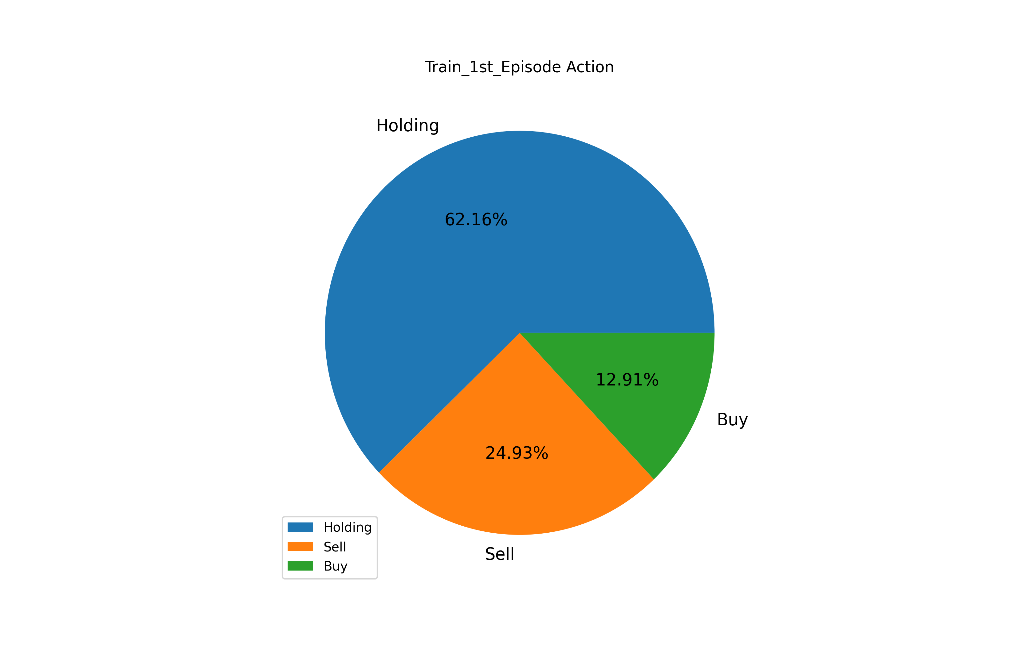 Train_1st_Episode Action
Holding
62.16%
12.91%
Buy
24.93%
Sell
Holding
Sell
Buy